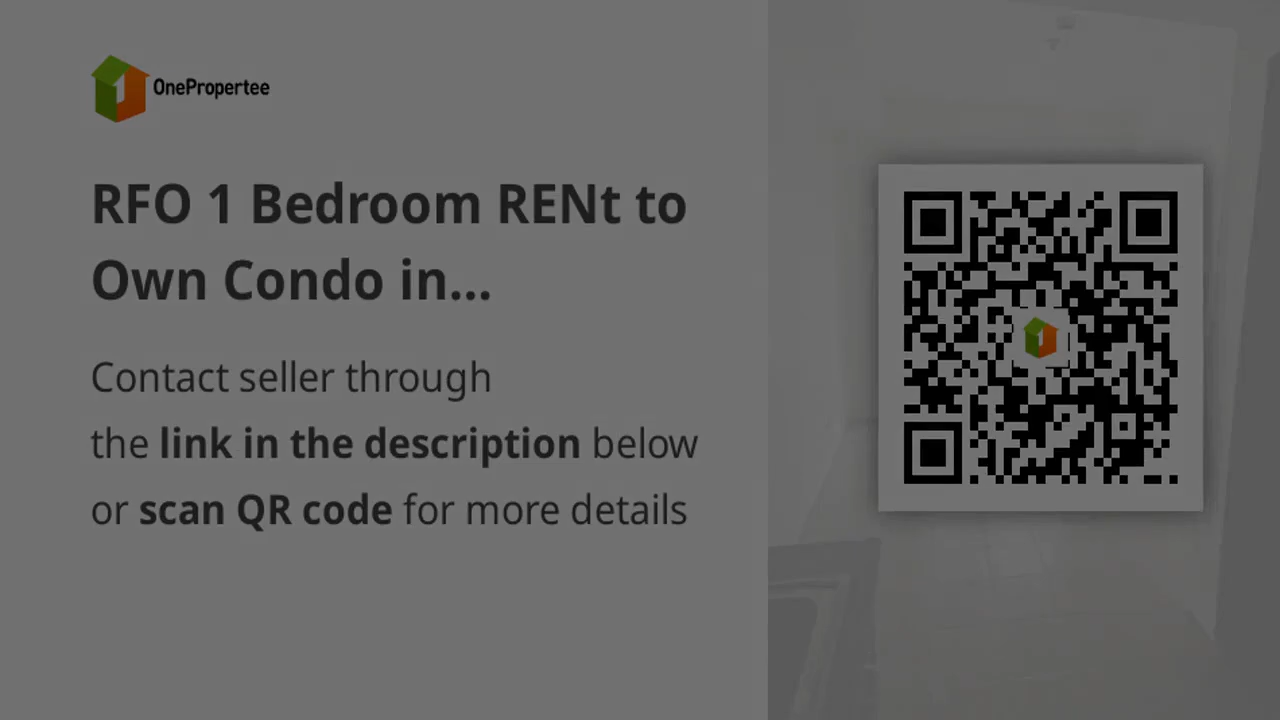 OnePropertee
RFO 1 Bedroom RENt to
Own Condo in...
Contact seller through
the link in the description below
or scan QR code for more details